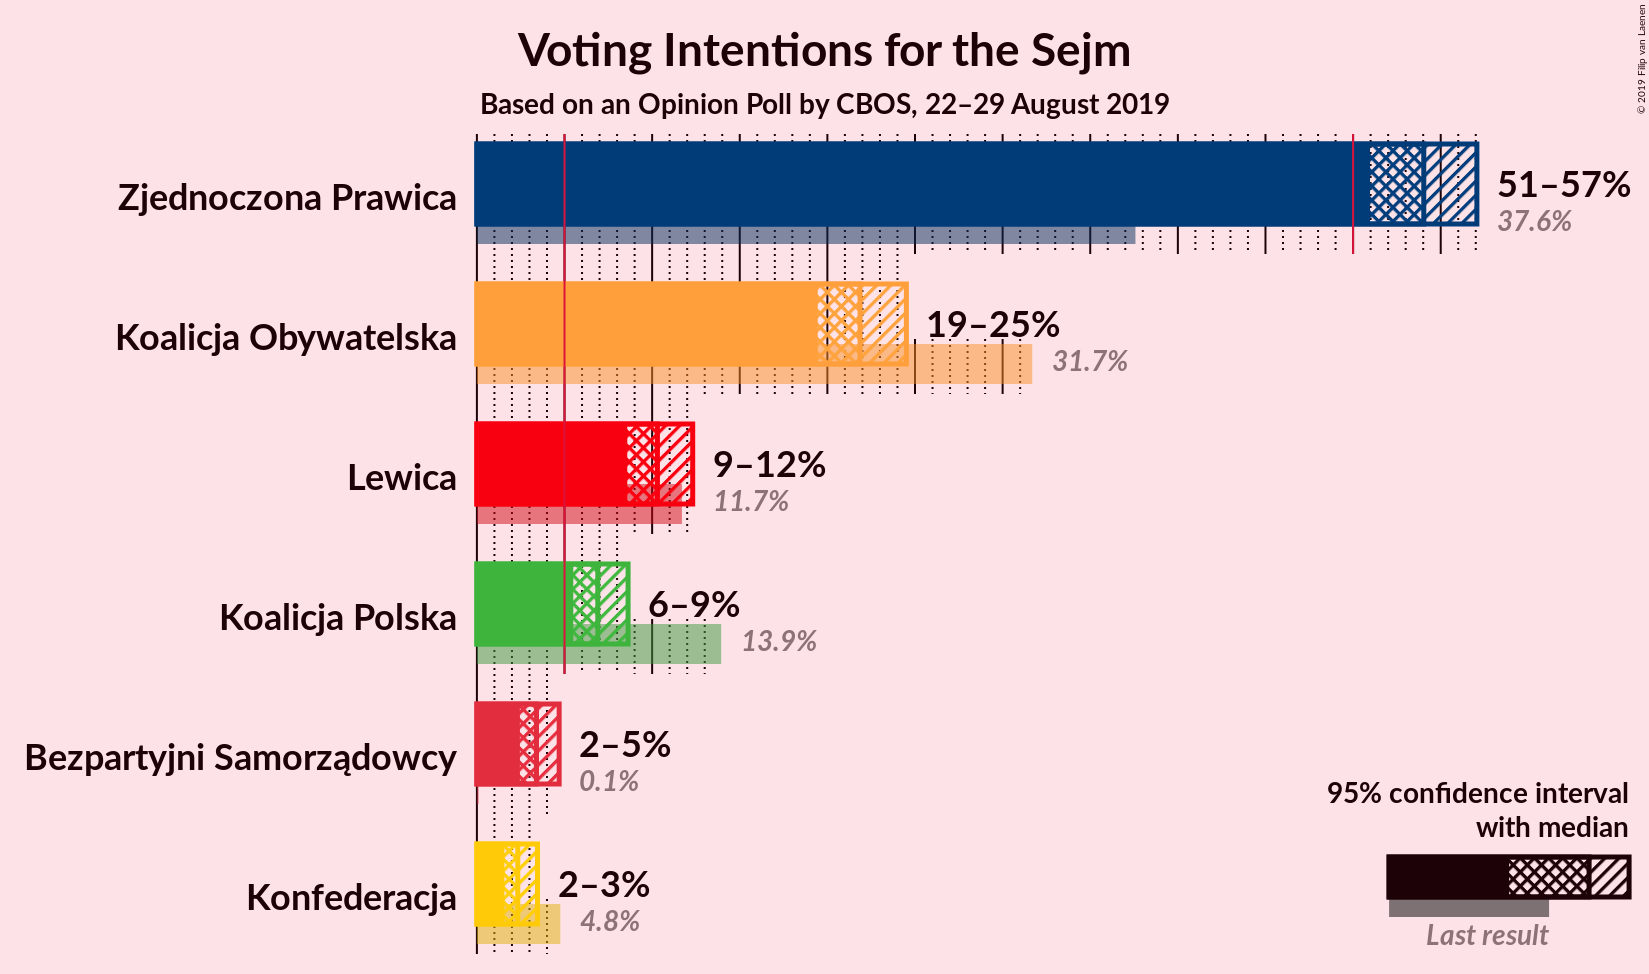 Voting Intentions for the Sejm
Based on an Opinion Poll by CBOS, 22–29 August 2019
© 2019 Filip van Laenen
Zjednoczona Prawica
51–57%
37.6%
Koalicja Obywatelska
19–25%
31.7%
Lewica
9–12%
11.7%
Koalicja Polska
6–9%
13.9%
Bezpartyjni Samorządowcy
2–5%
0.1%
Konfederacja
2–3%
4.8%
95% confidence interval
with median
Last result